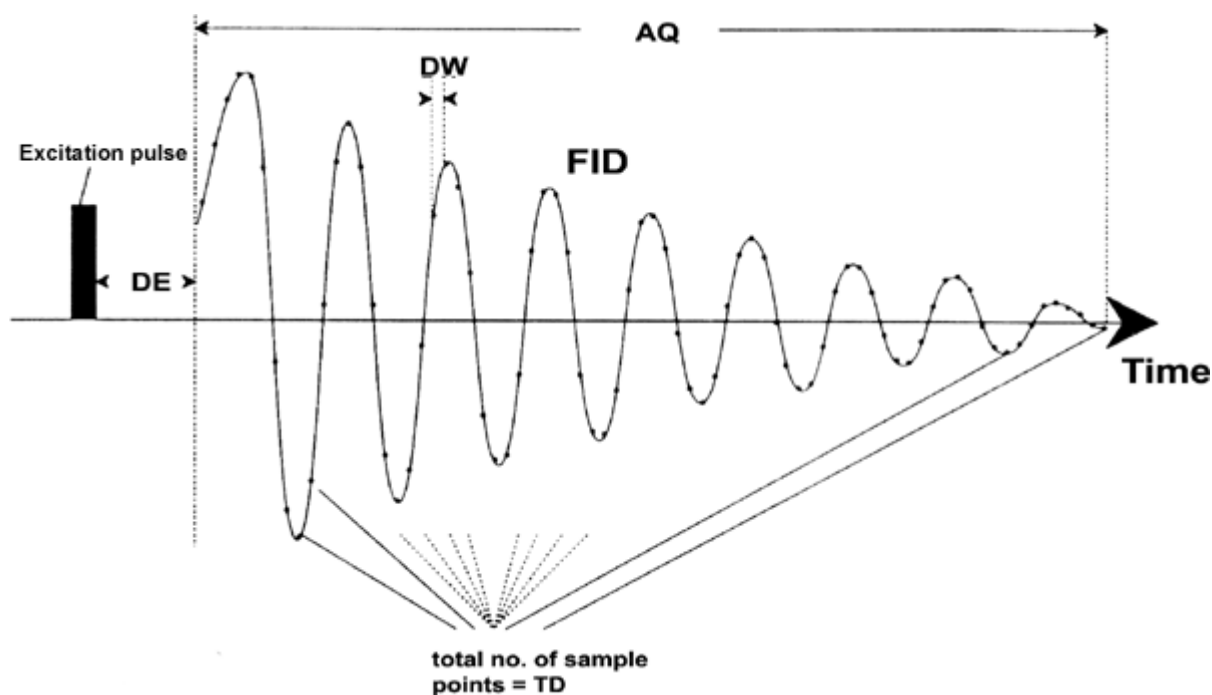 AQ
DW
Excitation pulse
FID
DE
Time
total no. of sample
points = TD